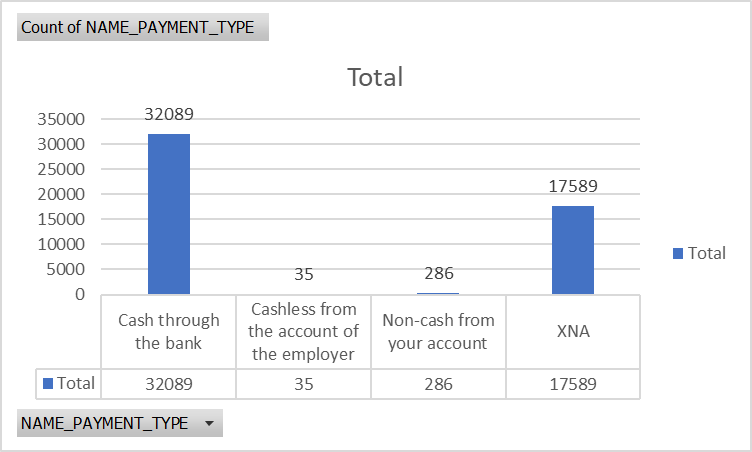 Count of NAME_PAYMENT_TYPE
Total
32089
35
286
17589
35000
30000
25000
20000
15000
10000
5000
0
Total
Cash through
the bank
Cashless from
the account of
the employer
Non-cash from
your account
XNA
Total 32089 35 286 17589
NAME_PAYMENT_TYPE